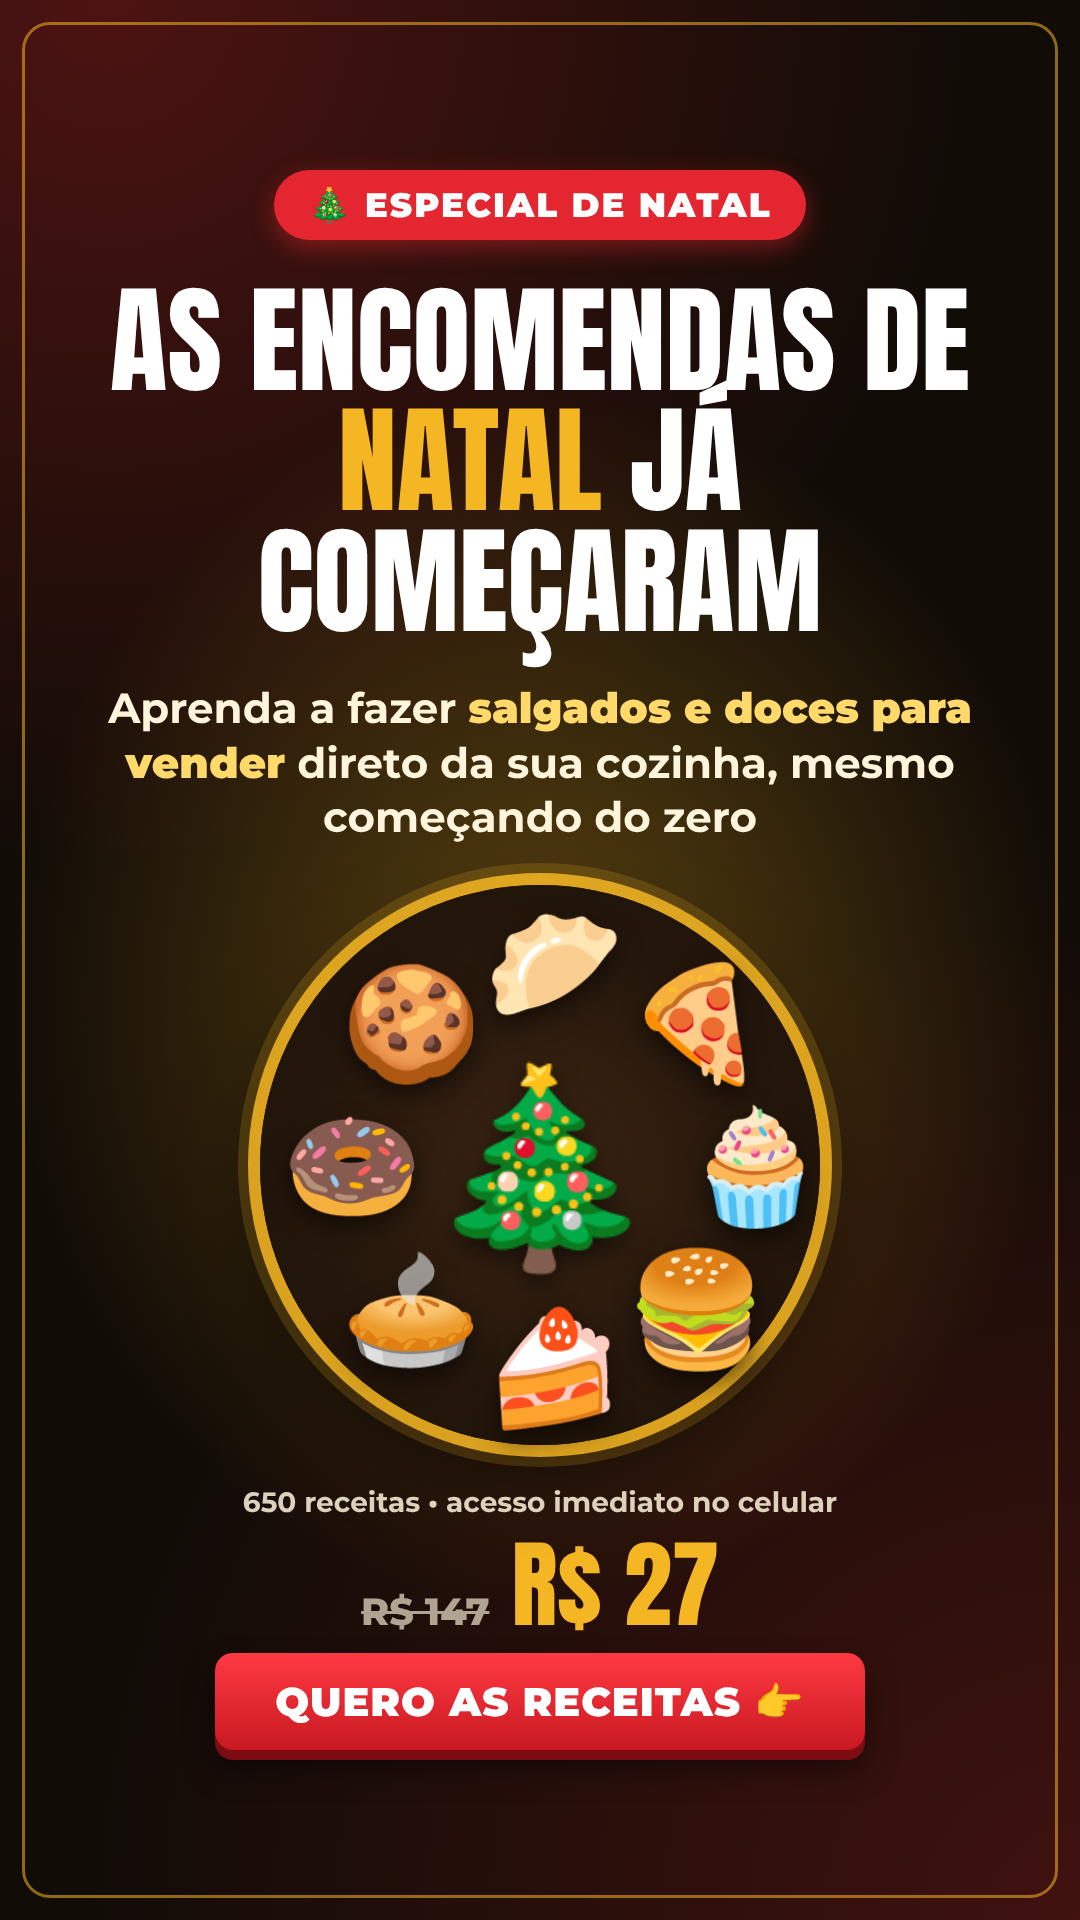 🎄 ESPECIAL DE NATAL
AS ENCOMENDAS DE
NATAL JÁ
COMEÇARAM
Aprenda a fazer salgados e doces para
vender direto da sua cozinha, mesmo
começando do zero
650 receitas • acesso imediato no celular
R$ 147 R$ 27
QUERO AS RECEITAS 👉